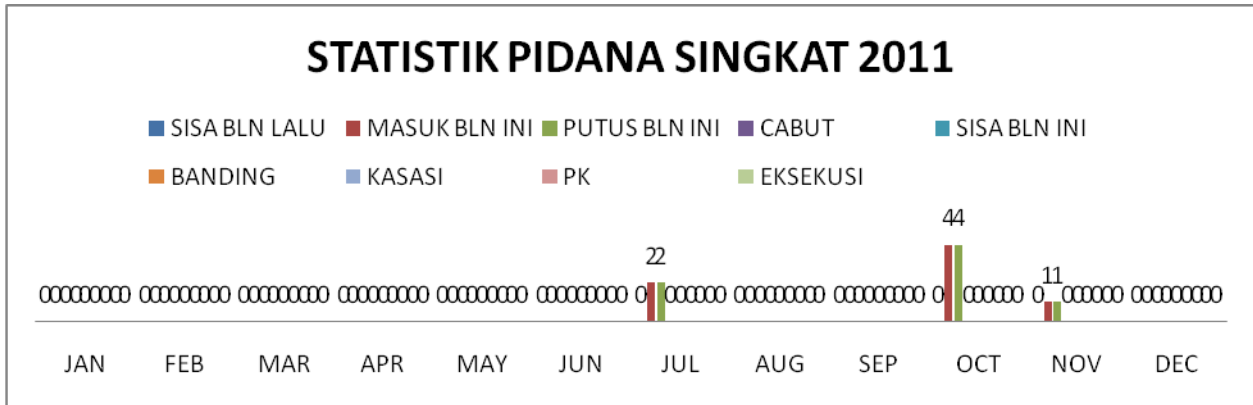 STATISTIK PIDANA SINGKAT 2011
SISA BLN LALU MASUK BLN INI PUTUS BLN INI CABUT SISA BLN INI
BANDING KASASI PK EKSEKUSI
44
22
11
000000000 000000000 000000000 000000000 000000000 000000000 0 000000 000000000 000000000 0 000000 0 000000 000000000
JAN FEB MAR APR MAY JUN JUL AUG SEP OCT NOV DEC